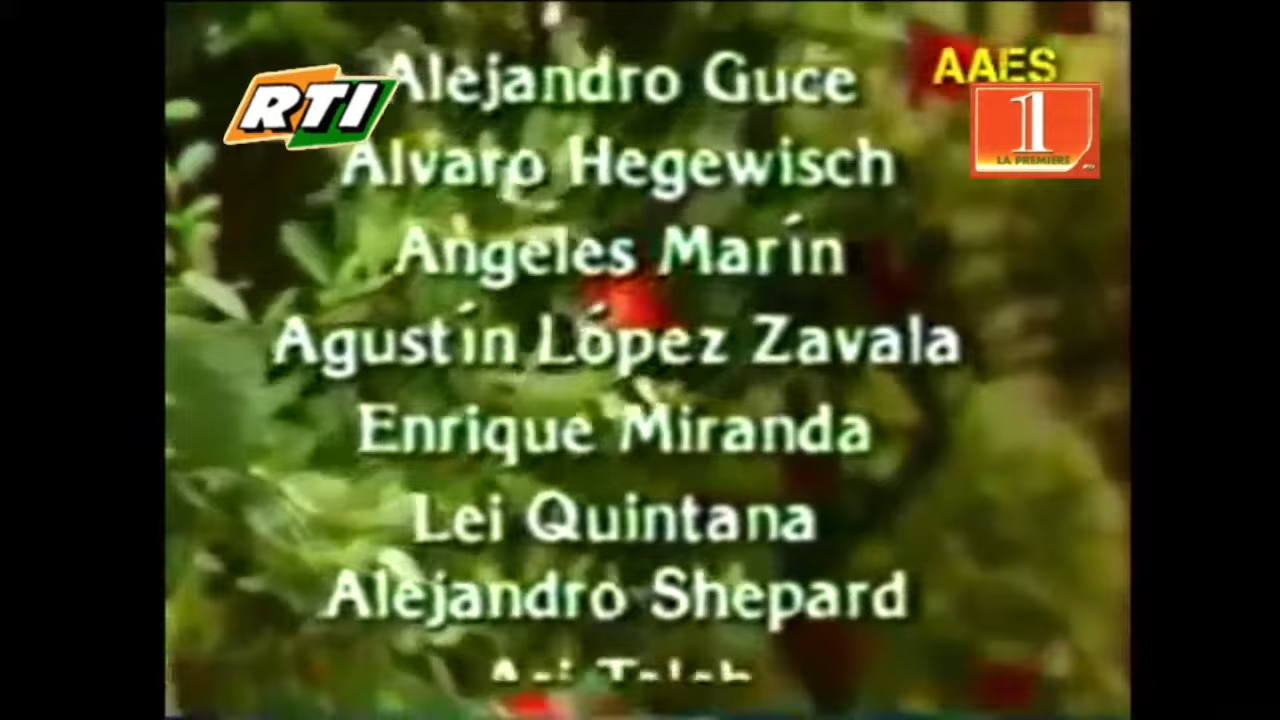 AAES
RTI
1
LA PREMIERE
Alejandro Guce
Alvaro Hegewisch
Angeles Marín
Agustín López Zavala
Enrique Miranda
Lei Quintana
Alejandro Shepard